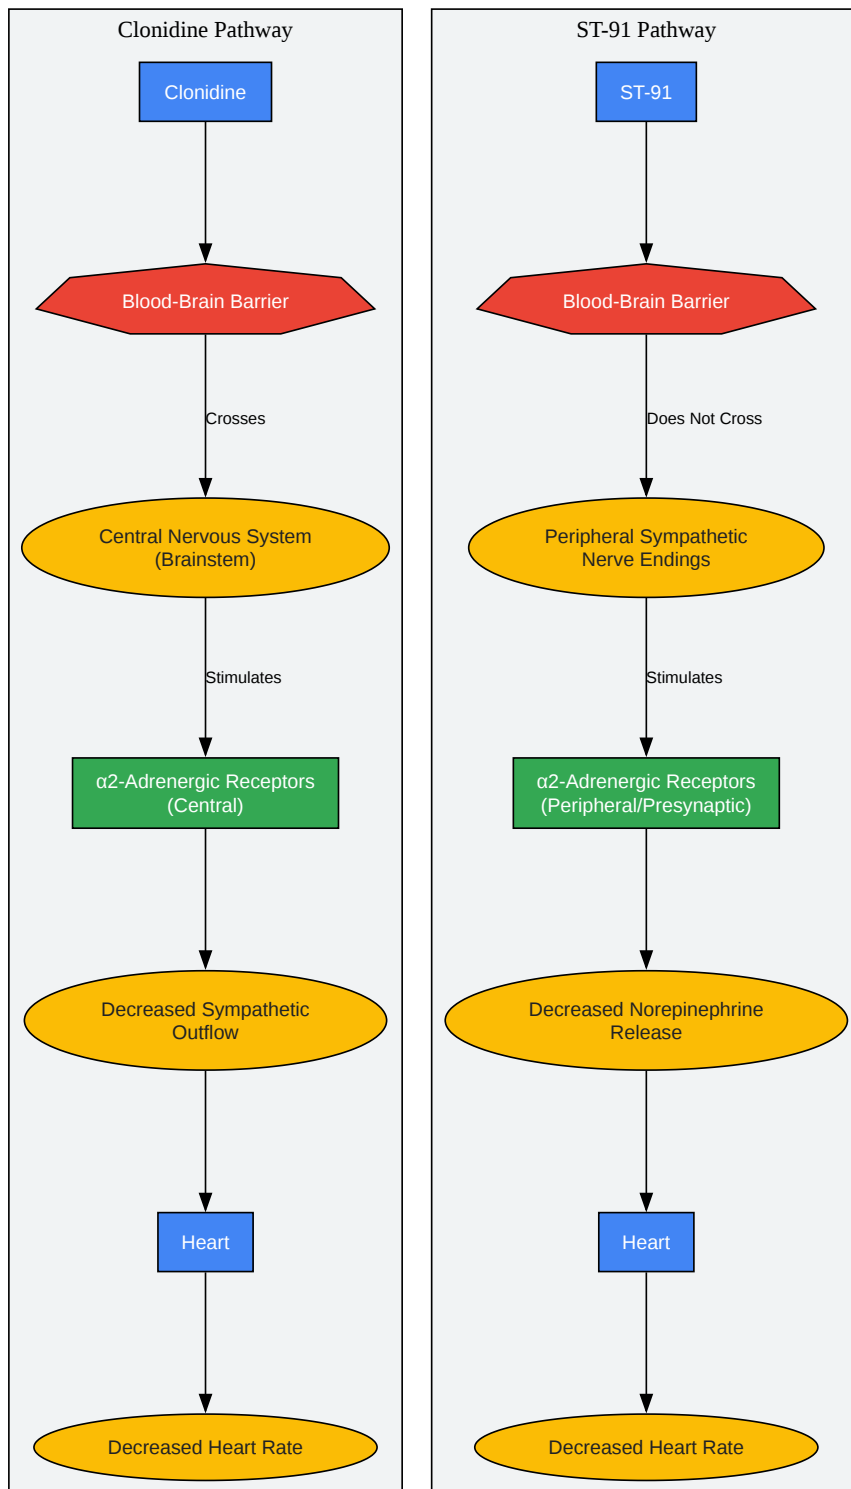 Clonidine Pathway
Clonidine
Blood-Brain Barrier
Crosses
Central Nervous System
(Brainstem)
Stimulates
α2-Adrenergic Receptors
(Central)
Decreased Sympathetic
Outflow
Heart
Decreased Heart Rate
ST-91 Pathway
ST-91
Blood-Brain Barrier
Does Not Cross
Peripheral Sympathetic
Nerve Endings
Stimulates
α2-Adrenergic Receptors
(Peripheral/Presynaptic)
Decreased Norepinephrine
Release
Heart
Decreased Heart Rate